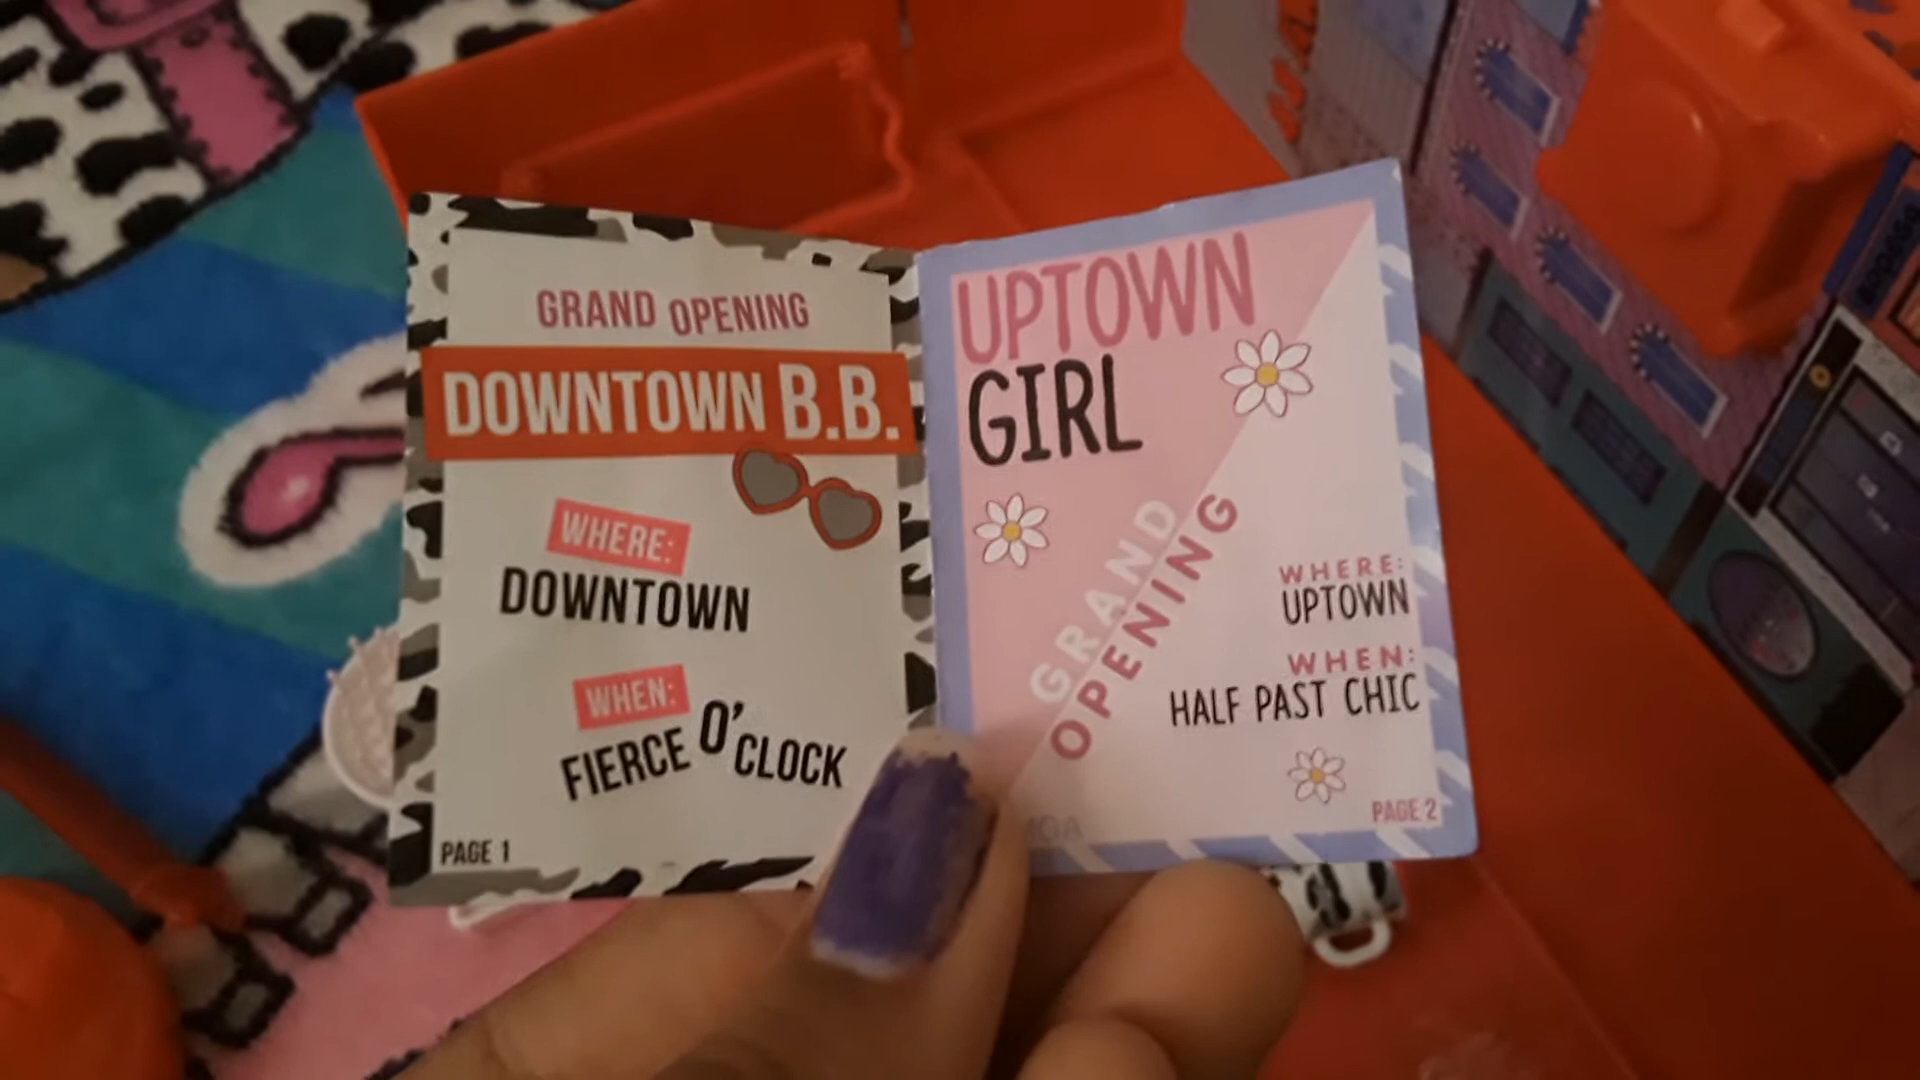 GRAND OPENING
DOWNTOWN B.B.
WHERE:
DOWNTOWN
WHEN:
FIERCE O'CLOCK
PAGE 1
UPTOWN
GIRL
GRAND
OPENING
WHERE:
UPTOWN
WHEN:
HALF PAST CHIC
PAGE 2